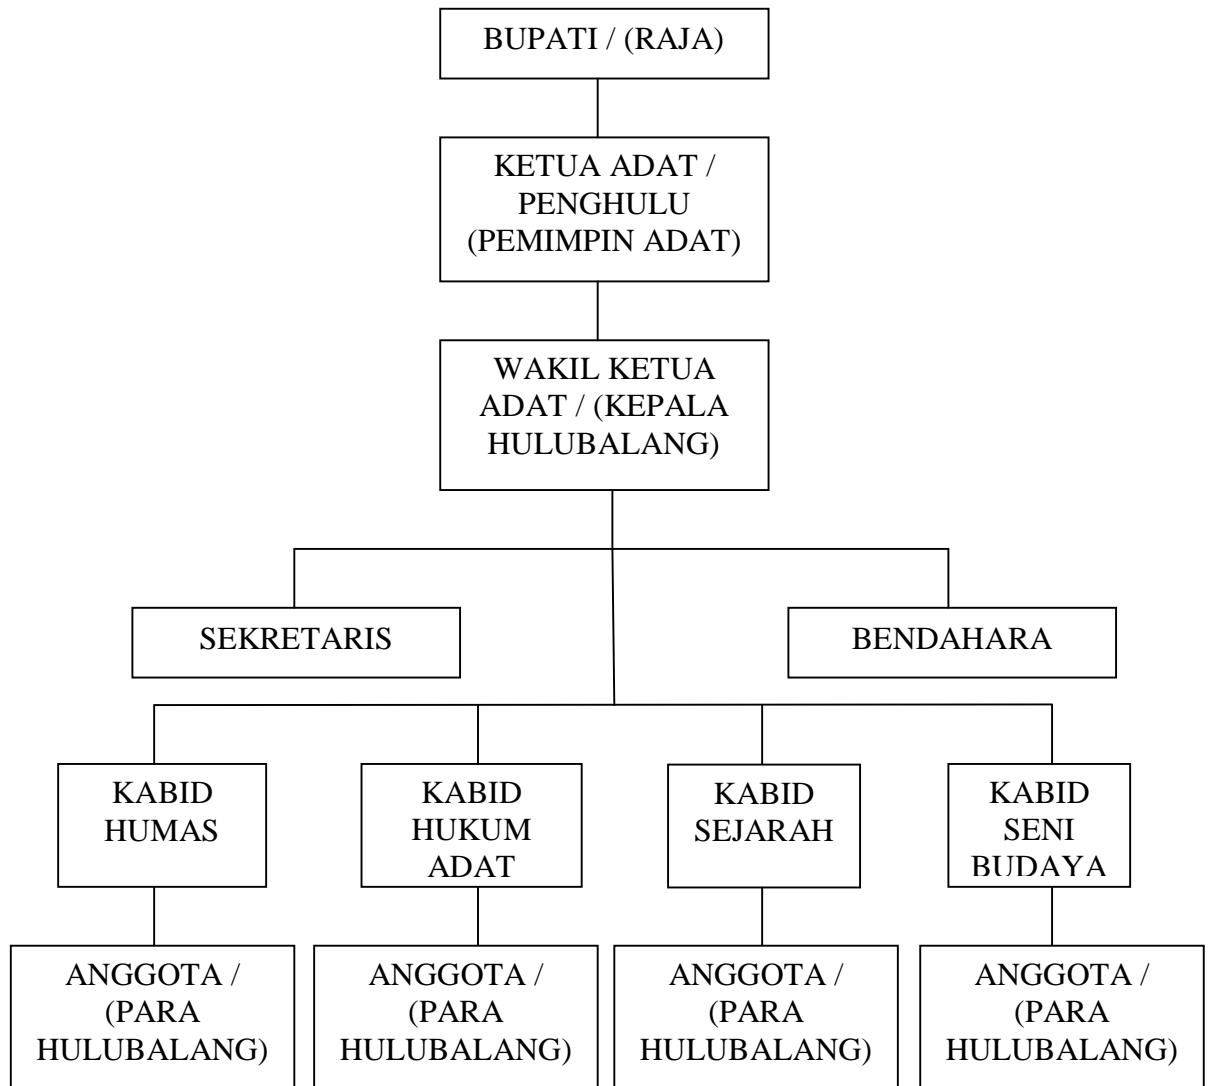 BUPATI / (RAJA)
KETUA ADAT /
PENGHULU
(PEMIMPIN ADAT)
WAKIL KETUA
ADAT / (KEPALA
HULUBALANG)
SEKRETARIS
BENDAHARA
KABID
HUMAS
KABID
HUKUM
ADAT
KABID
SEJARAH
KABID
SENI
BUDAYA
ANGGOTA /
(PARA
HULUBALANG)
ANGGOTA /
(PARA
HULUBALANG)
ANGGOTA /
(PARA
HULUBALANG)
ANGGOTA /
(PARA
HULUBALANG)